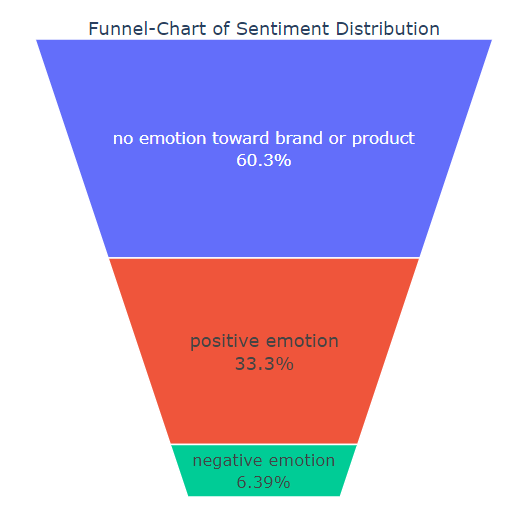 Funnel-Chart of Sentiment Distribution
no emotion toward brand or product
60.3%
positive emotion
33.3%
negative emotion
6.39%